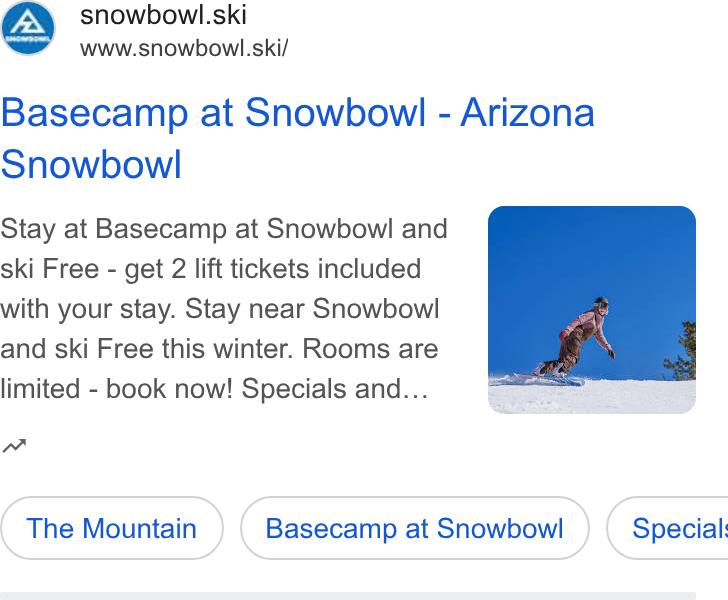 SNOWBOWL
snowbowl.ski
www.snowbowl.ski/
Basecamp at Snowbowl - Arizona
Snowbowl
Stay at Basecamp at Snowbowl and
ski Free - get 2 lift tickets included
with your stay. Stay near Snowbowl
and ski Free this winter. Rooms are
limited - book now! Specials and…
The Mountain
Basecamp at Snowbowl
Specials